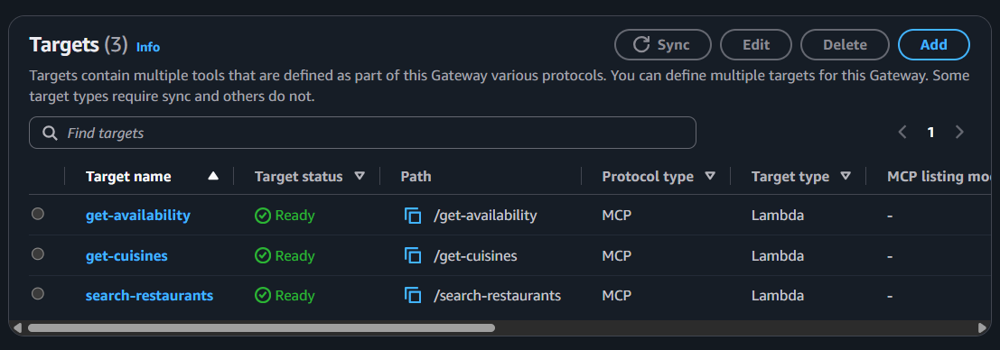 Targets (3) Info Sync Edit Delete Add
Targets contain multiple tools that are defined as part of this Gateway various protocols. You can define multiple targets for this Gateway. Some
target types require sync and others do not.
Find targets 1
Target name Target status Path Protocol type Target type MCP listing mo
get-availability Ready /get-availability MCP Lambda -
get-cuisines Ready /get-cuisines MCP Lambda -
search-restaurants Ready /search-restaurants MCP Lambda -